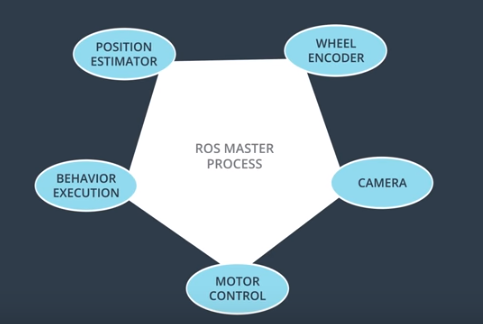 POSITION
ESTIMATOR
WHEEL
ENCODER
ROS MASTER
PROCESS
BEHAVIOR
EXECUTION
CAMERA
MOTOR
CONTROL